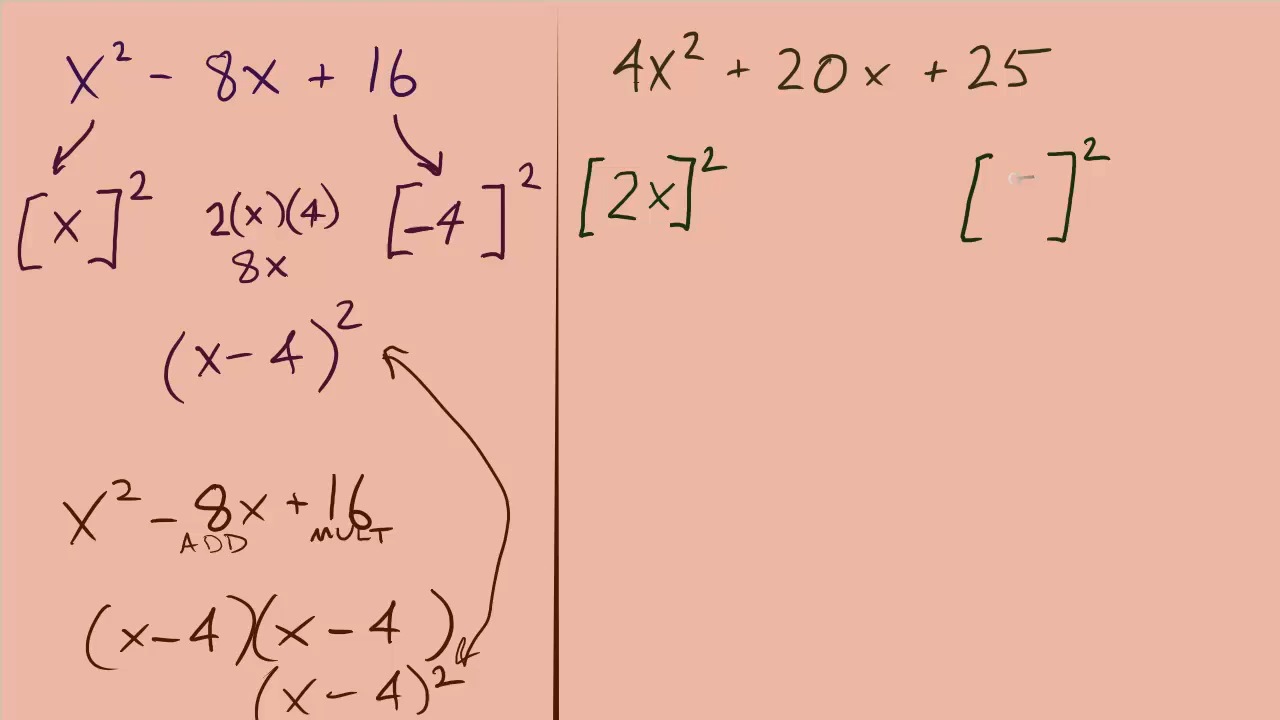 x² - 8x + 16
[x]² 2(x)(4) [-4]²
8x
(x - 4)²
x² - 8x + 16
ADD MULT
(x - 4)(x - 4)
(x - 4)²
4x² + 20x + 25
[2x]² [ ]²